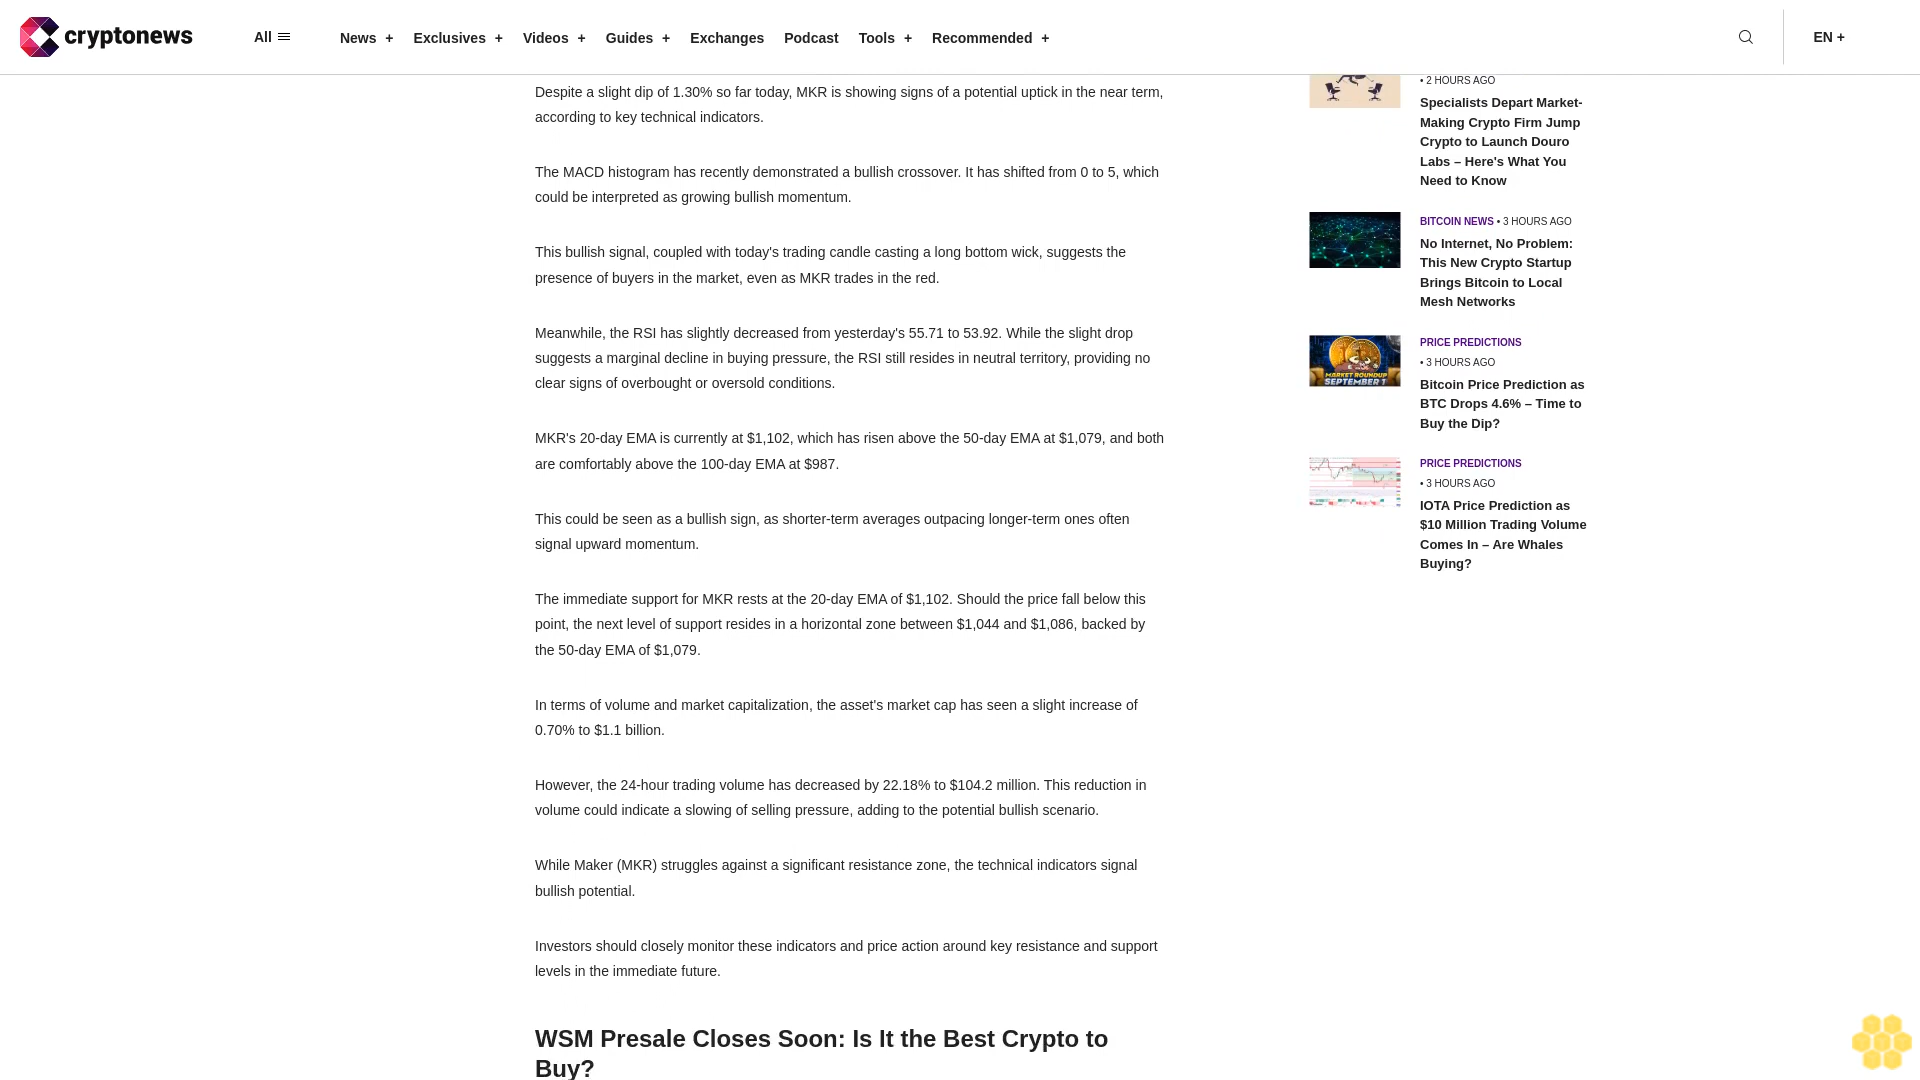 cryptonews
All
News +
Exclusives +
Videos +
Guides +
Exchanges
Podcast
Tools +
Recommended +
EN +
Despite a slight dip of 1.30% so far today, MKR is showing signs of a potential uptick in the near term,
according to key technical indicators.
The MACD histogram has recently demonstrated a bullish crossover. It has shifted from 0 to 5, which
could be interpreted as growing bullish momentum.
This bullish signal, coupled with today's trading candle casting a long bottom wick, suggests the
presence of buyers in the market, even as MKR trades in the red.
Meanwhile, the RSI has slightly decreased from yesterday's 55.71 to 53.92. While the slight drop
suggests a marginal decline in buying pressure, the RSI still resides in neutral territory, providing no
clear signs of overbought or oversold conditions.
MKR's 20-day EMA is currently at $1,102, which has risen above the 50-day EMA at $1,079, and both
are comfortably above the 100-day EMA at $987.
This could be seen as a bullish sign, as shorter-term averages outpacing longer-term ones often
signal upward momentum.
The immediate support for MKR rests at the 20-day EMA of $1,102. Should the price fall below this
point, the next level of support resides in a horizontal zone between $1,044 and $1,086, backed by
the 50-day EMA of $1,079.
In terms of volume and market capitalization, the asset's market cap has seen a slight increase of
0.70% to $1.1 billion.
However, the 24-hour trading volume has decreased by 22.18% to $104.2 million. This reduction in
volume could indicate a slowing of selling pressure, adding to the potential bullish scenario.
While Maker (MKR) struggles against a significant resistance zone, the technical indicators signal
bullish potential.
Investors should closely monitor these indicators and price action around key resistance and support
levels in the immediate future.
WSM Presale Closes Soon: Is It the Best Crypto to
Buy?
• 2 HOURS AGO
Specialists Depart Market-
Making Crypto Firm Jump
Crypto to Launch Douro
Labs – Here's What You
Need to Know
BITCOIN NEWS • 3 HOURS AGO
No Internet, No Problem:
This New Crypto Startup
Brings Bitcoin to Local
Mesh Networks
MARKET ROUNDUP
SEPTEMBER 1
PRICE PREDICTIONS
• 3 HOURS AGO
Bitcoin Price Prediction as
BTC Drops 4.6% – Time to
Buy the Dip?
PRICE PREDICTIONS
• 3 HOURS AGO
IOTA Price Prediction as
$10 Million Trading Volume
Comes In – Are Whales
Buying?